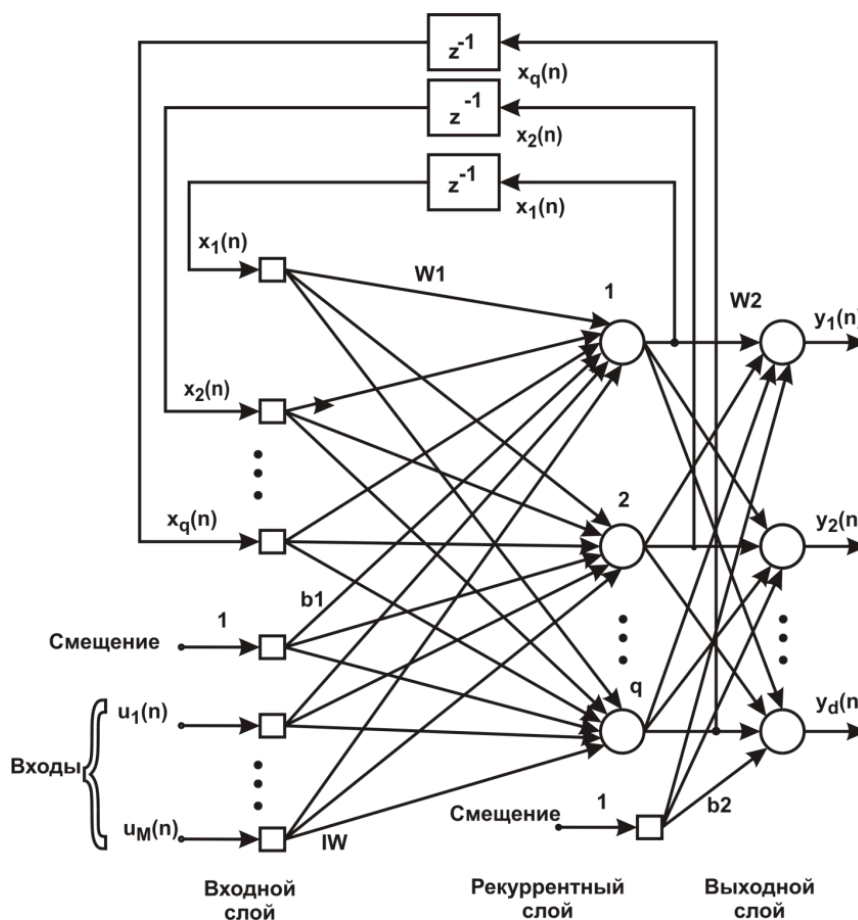 z-1
xq(n)
z-1
x2(n)
z-1
x1(n)
x1(n)
W1
1
W2
y1(n)
x2(n)
2
xq(n)
y2(n)
b1
1
Смещение
q
u1(n)
yd(n)
Входы
1
b2
Смещение
uM(n)
IW
Входной
слой
Рекуррентный
слой
Выходной
слой